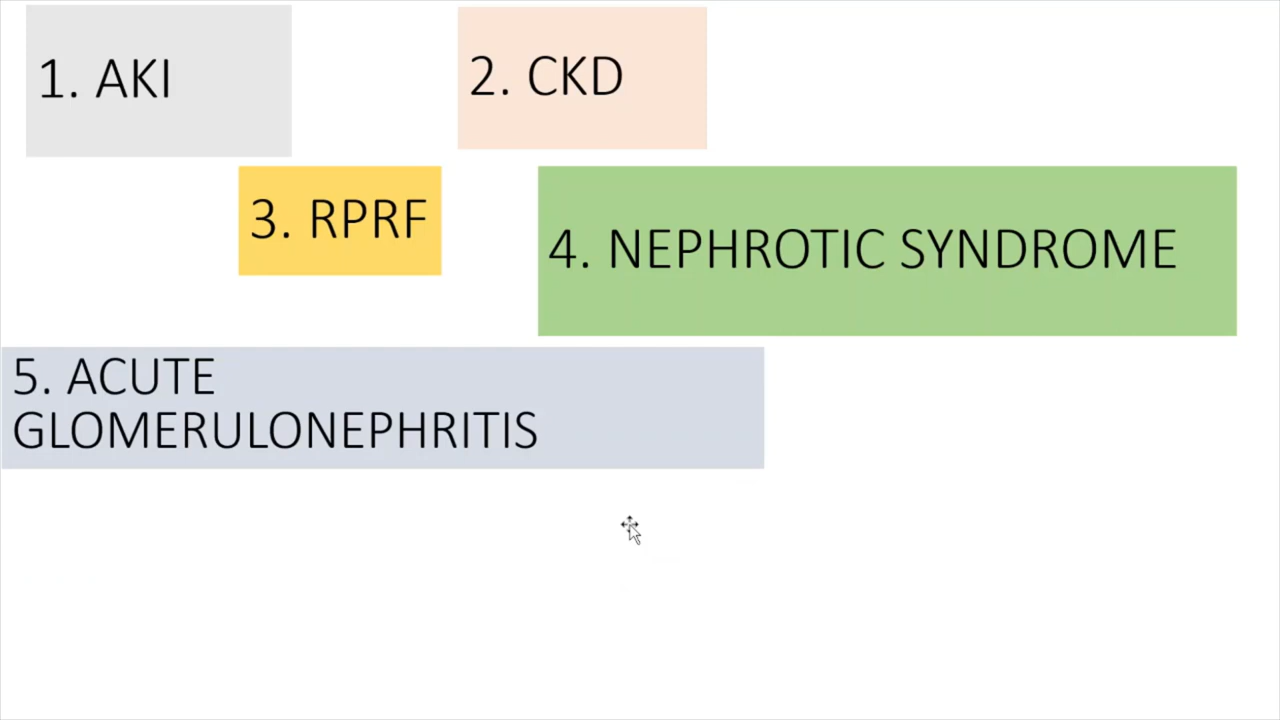 1. AKI
2. CKD
3. RPRF
4. NEPHROTIC SYNDROME
5. ACUTE
GLOMERULONEPHRITIS